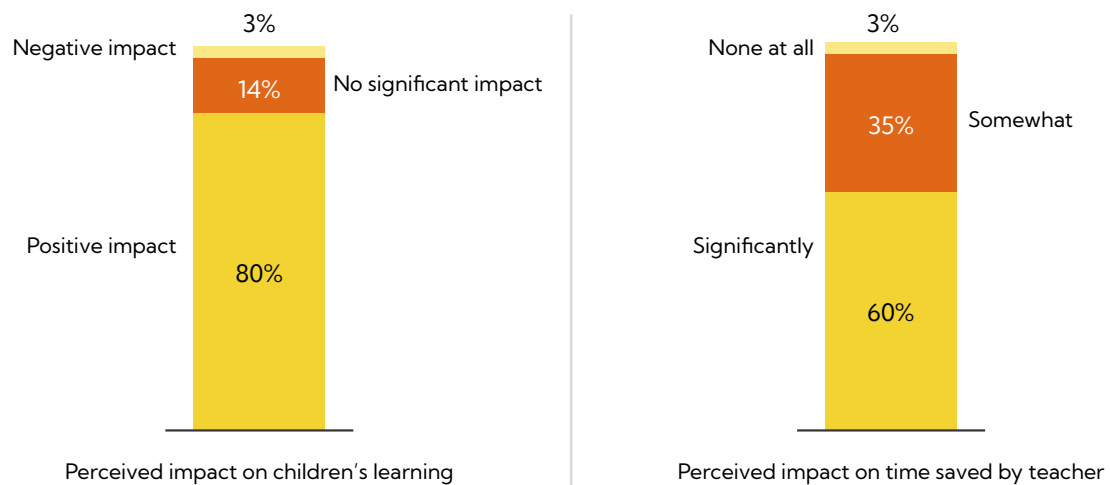 3%
Negative impact
14%
No significant impact
Positive impact
80%
Perceived impact on children’s learning
3%
None at all
35%
Somewhat
Significantly
60%
Perceived impact on time saved by teacher